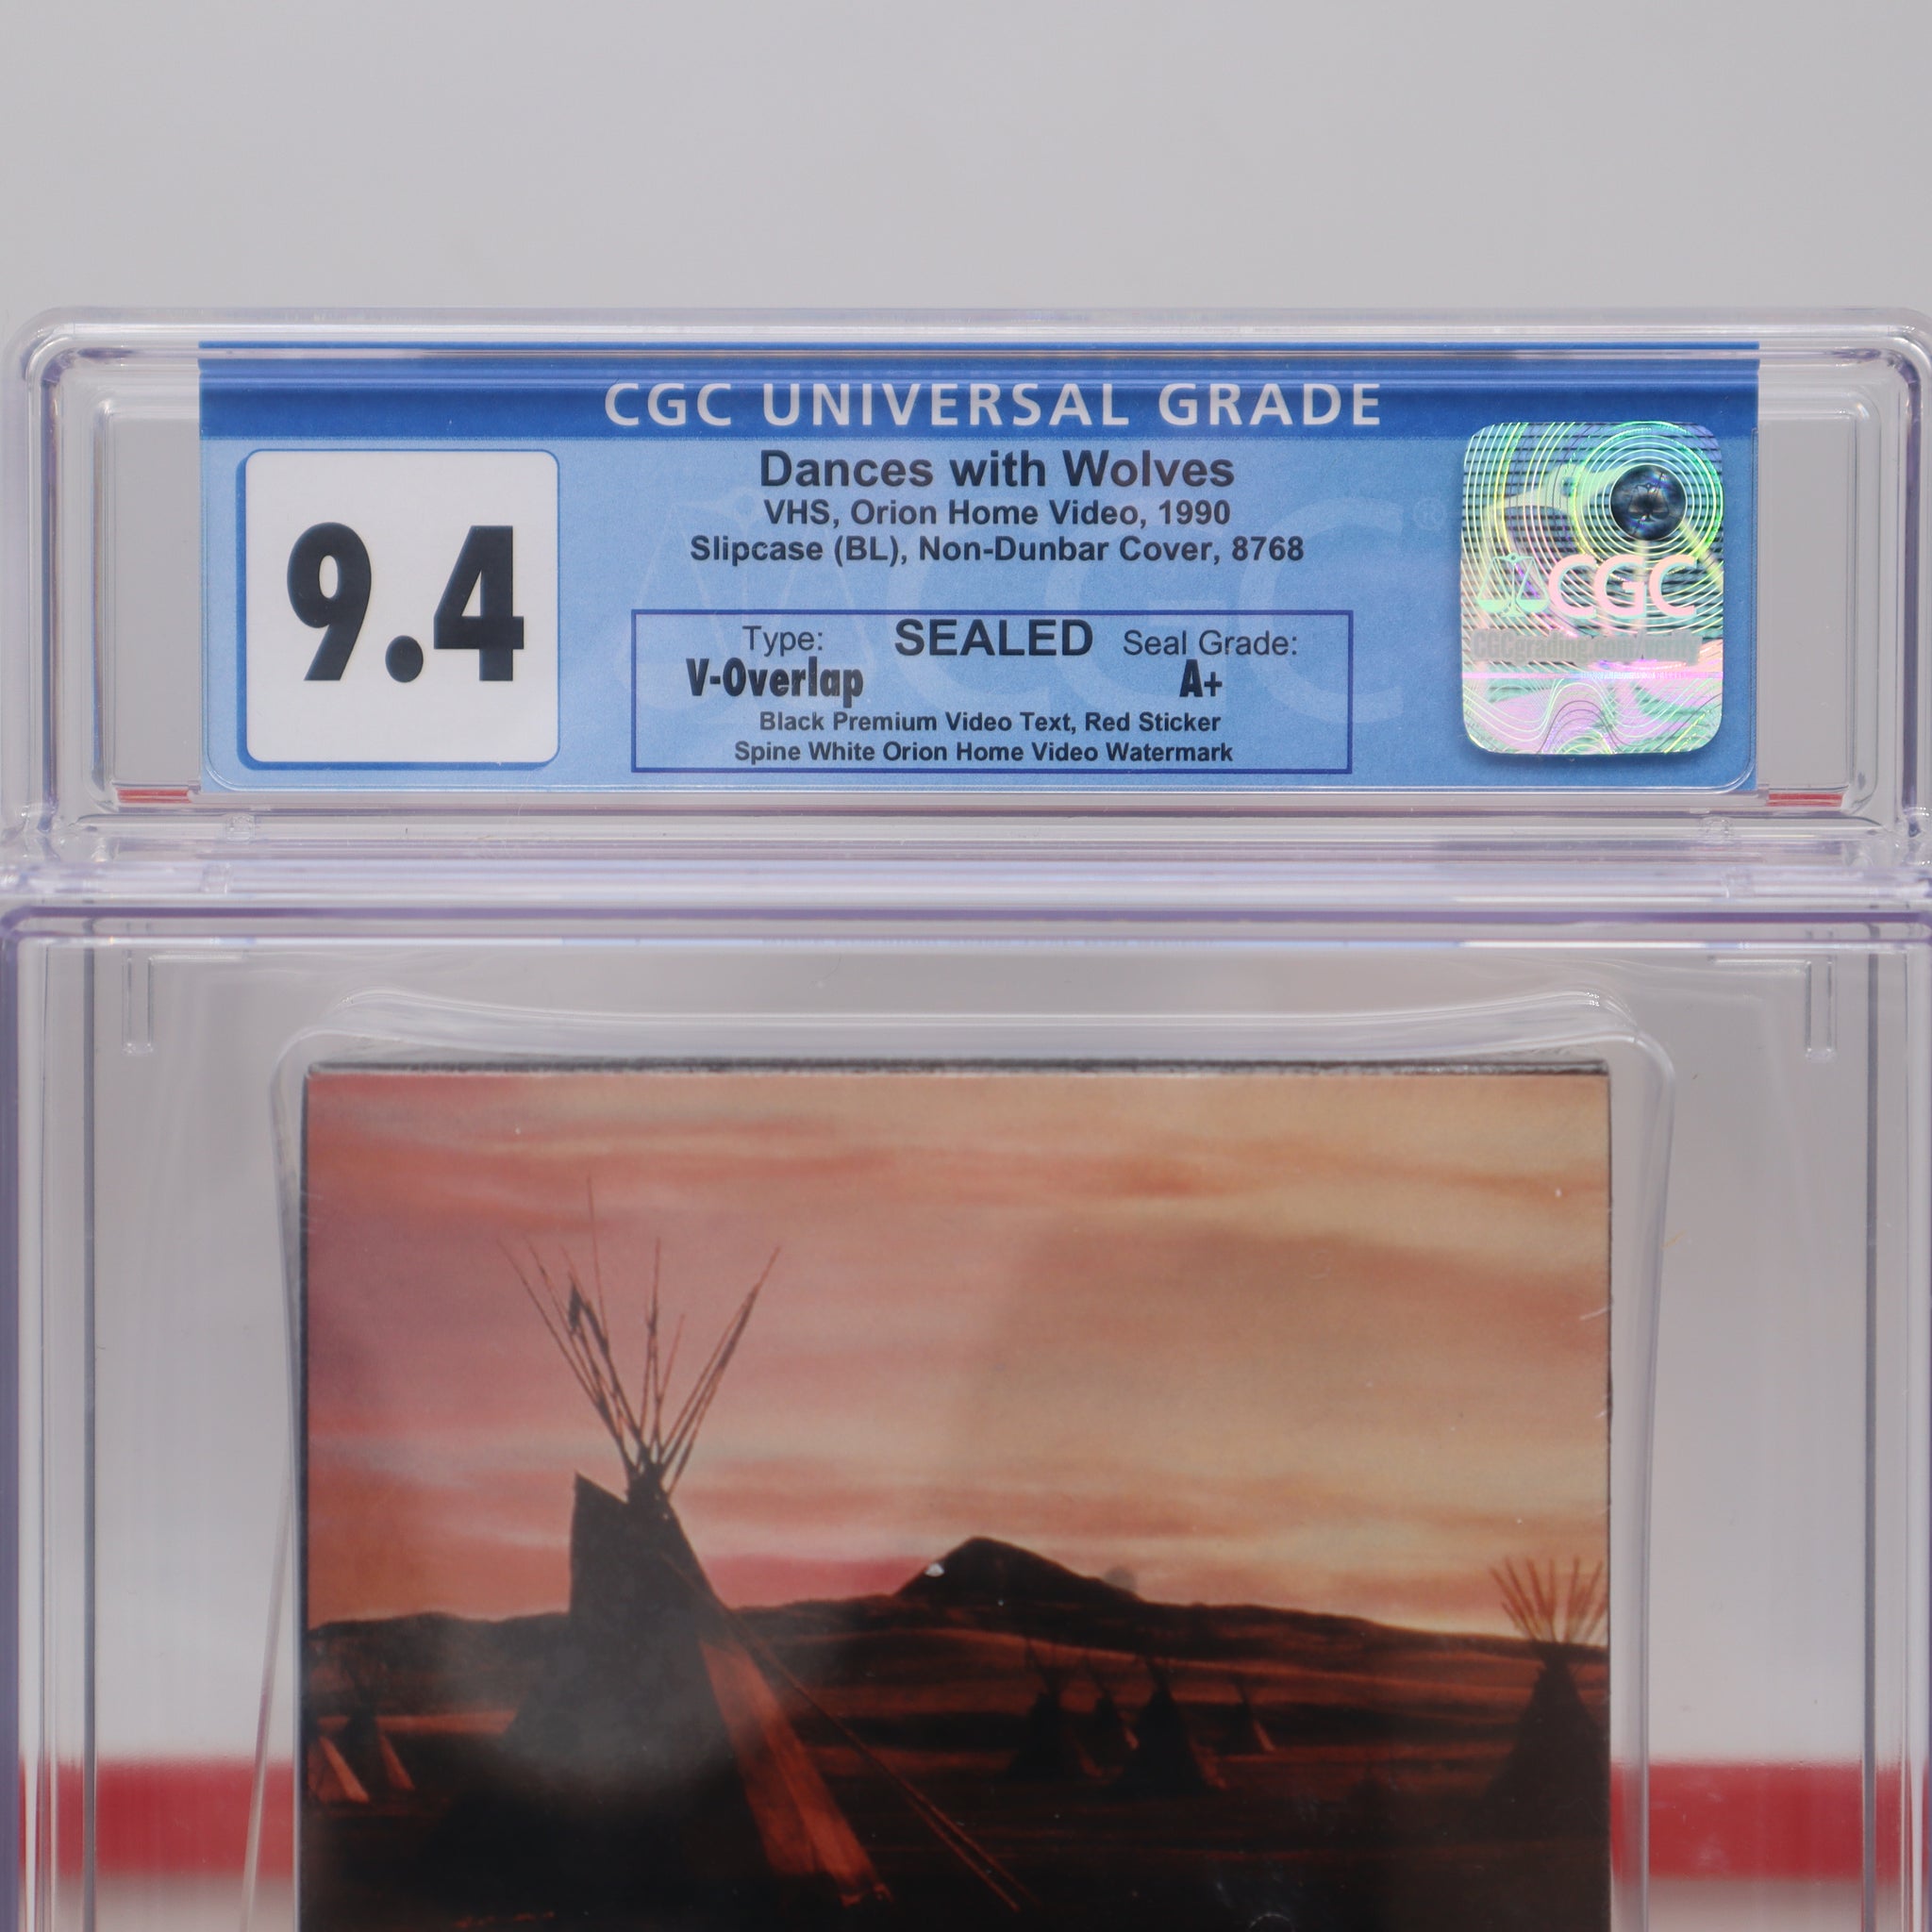 CGC UNIVERSAL GRADE
9.4
Dances with Wolves
VHS, Orion Home Video, 1990
Slipcase (BL), Non-Dunbar Cover, 8768
Type: SEALED Seal Grade:
V-Overlap A+
Black Premium Video Text, Red Sticker
Spine White Orion Home Video Watermark
CGC
CGCgrading.com/verify
CGC®